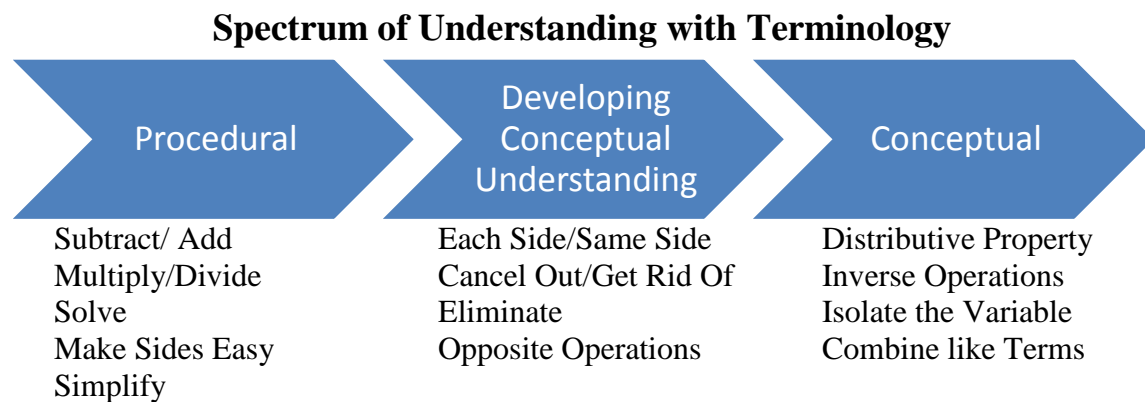 Spectrum of Understanding with Terminology
Procedural
Developing
Conceptual
Understanding
Conceptual
Subtract/ Add
Multiply/Divide
Solve
Make Sides Easy
Simplify
Each Side/Same Side
Cancel Out/Get Rid Of
Eliminate
Opposite Operations
Distributive Property
Inverse Operations
Isolate the Variable
Combine like Terms